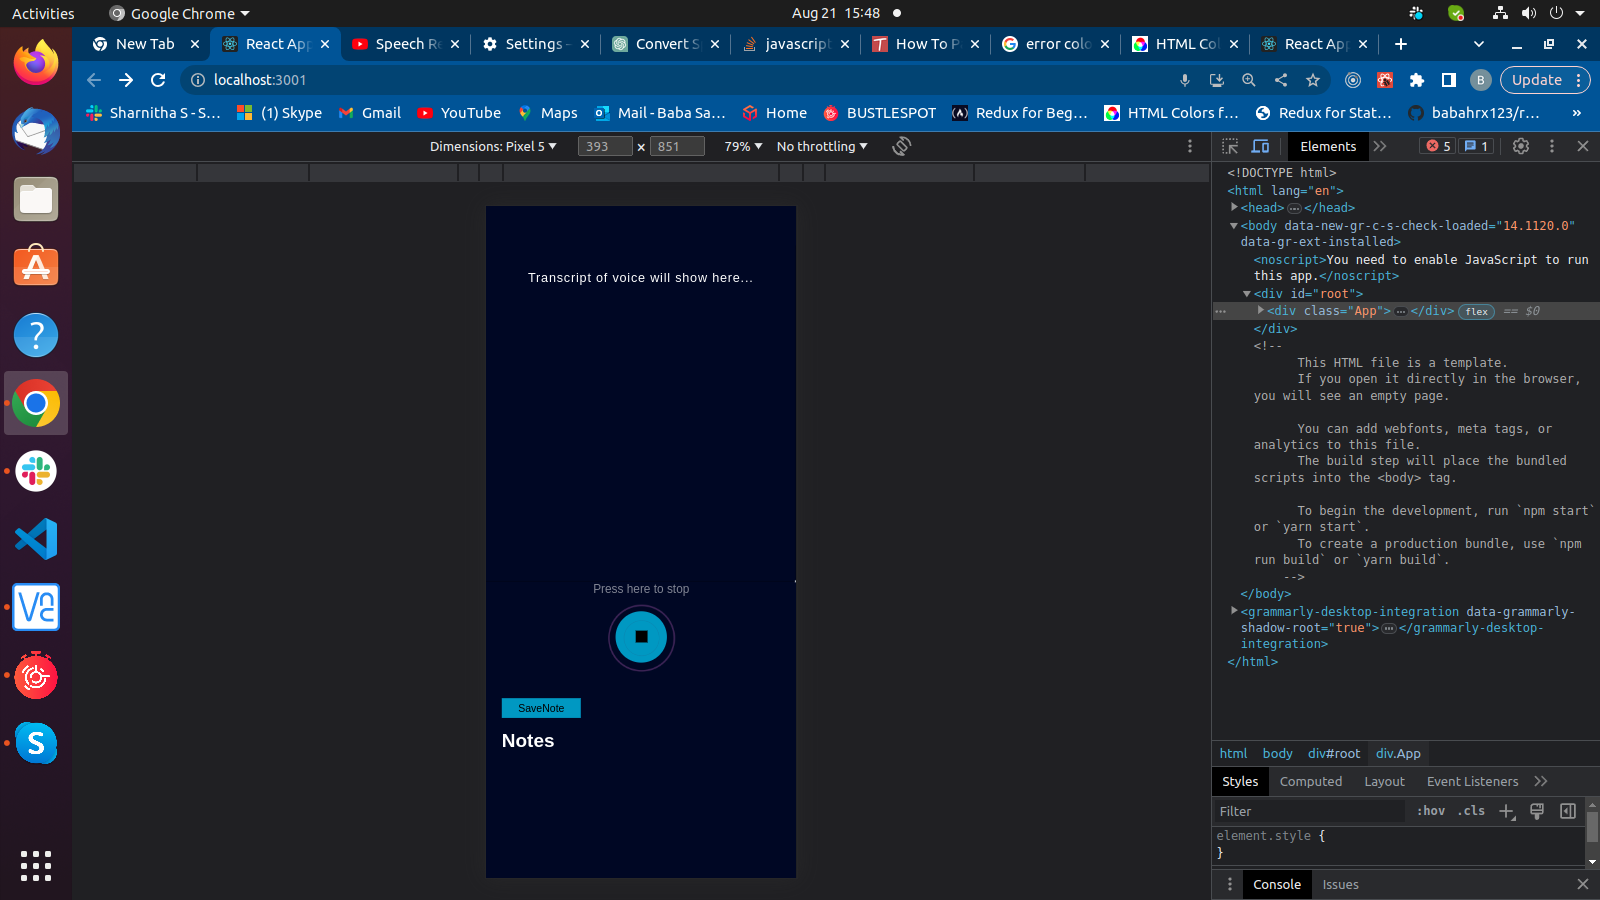 Activities
Google Chrome
Aug 21 15:48
New Tab
React App
Speech Re
Settings -
Convert S
javascript
How To P
error colo
HTML Col
React App
localhost:3001
B
Update
Sharnitha S - S...
(1) Skype
Gmail
YouTube
Maps
Mail - Baba Sa...
Home
BUSTLESPOT
Redux for Beg...
HTML Colors f...
Redux for Stat...
babahrx123/r...
»
Dimensions: Pixel 5
393 × 851
79%
No throttling
Transcript of voice will show here...
Press here to stop
SaveNote
Notes
Elements
5
1
<!DOCTYPE html>
<html lang="en">
<head>…</head>
<body data-new-gr-c-s-check-loaded="14.1120.0"
data-gr-ext-installed>
<noscript>You need to enable JavaScript to run
this app.</noscript>
<div id="root">
<div class="App">…</div> flex == $0
</div>
<!--
This HTML file is a template.
If you open it directly in the browser,
you will see an empty page.
You can add webfonts, meta tags, or
analytics to this file.
The build step will place the bundled
scripts into the <body> tag.
To begin the development, run `npm start`
or `yarn start`.
To create a production bundle, use `npm
run build` or `yarn build`.
-->
</body>
<grammarly-desktop-integration data-grammarly-
shadow-root="true">…</grammarly-desktop-
integration>
</html>
html body div#root div.App
Styles
Computed
Layout
Event Listeners
Filter
:hov .cls
element.style {
}
Console
Issues